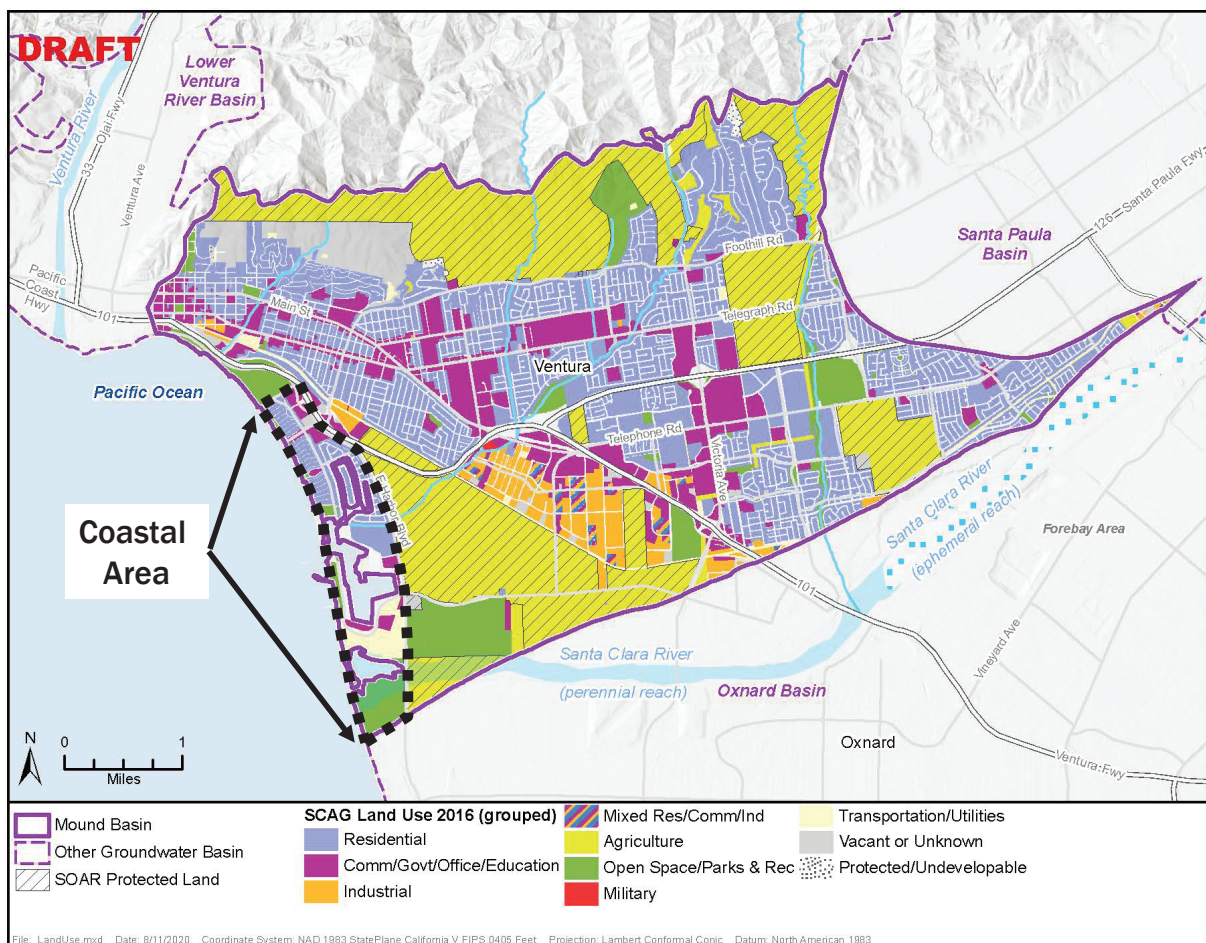 DRAFT
Lower
Ventura
River Basin
Ventura River
33
Ojai Fwy
Ventura Ave
Pacific
Coast
Hwy
101
Main St
Foothill Rd
Telegraph Rd
126
Santa Paula Fwy
Santa Paula
Basin
Pacific Ocean
Ventura
Telephone Rd
Victoria Ave
E Harbor Blvd
Coastal
Area
Santa Clara River
(ephemeral reach)
Forebay Area
101
Vineyard Ave
Santa Clara River
(perennial reach)
Oxnard Basin
Oxnard
Ventura Fwy
N
0 1
Miles
Mound Basin
Other Groundwater Basin
SOAR Protected Land
SCAG Land Use 2016 (grouped)
Residential
Comm/Govt/Office/Education
Industrial
Mixed Res/Comm/Ind
Agriculture
Open Space/Parks & Rec
Military
Transportation/Utilities
Vacant or Unknown
Protected/Undevelopable
File: LandUse.mxd Date: 8/11/2020 Coordinate System: NAD 1983 StatePlane California V FIPS 0405 Feet Projection: Lambert Conformal Conic Datum: North American 1983